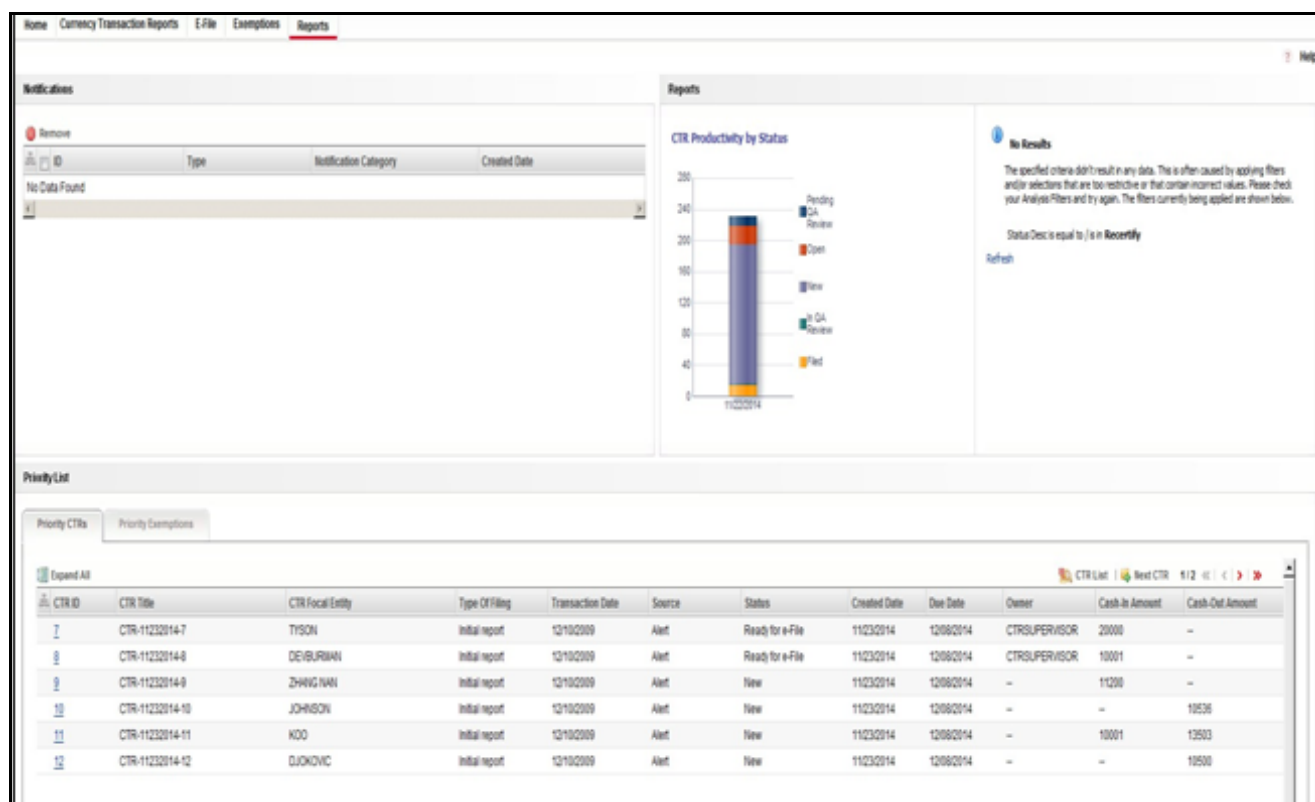 Home Currency Transaction Reports E-File Exemptions Reports
? Help
Notifications
Remove
ID Type Notification Category Created Date
No Data Found
Reports
CTR Productivity by Status
280
240
200
160
120
80
40
0
11/23/2014
Pending QA Review
Open
New
In QA Review
Filed
No Results
The specified criteria didn't result in any data. This is often caused by applying filters
and/or selections that are too restrictive or that contain incorrect values. Please check
your Analysis Filters and try again. The filters currently being applied are shown below.
Status Desc is equal to / is in Recertify
Refresh
Priority List
Priority CTRs Priority Exemptions
Expand All CTR List | Next CTR 1/2
CTR ID CTR Title CTR Focal Entity Type Of Filing Transaction Date Source Status Created Date Due Date Owner Cash-In Amount Cash-Out Amount
7 CTR-11232014-7 TYSON Initial report 12/10/2009 Alert Ready for e-File 11/23/2014 12/08/2014 CTRSUPERVISOR 20000 --
8 CTR-11232014-8 DEVBURMAN Initial report 12/10/2009 Alert Ready for e-File 11/23/2014 12/08/2014 CTRSUPERVISOR 10001 --
9 CTR-11232014-9 ZHANG NAN Initial report 12/10/2009 Alert New 11/23/2014 12/08/2014 -- 11200 --
10 CTR-11232014-10 JOHNSON Initial report 12/10/2009 Alert New 11/23/2014 12/08/2014 -- -- 10536
11 CTR-11232014-11 KOO Initial report 12/10/2009 Alert New 11/23/2014 12/08/2014 -- 10001 13503
12 CTR-11232014-12 DJOKOVIC Initial report 12/10/2009 Alert New 11/23/2014 12/08/2014 -- -- 10500